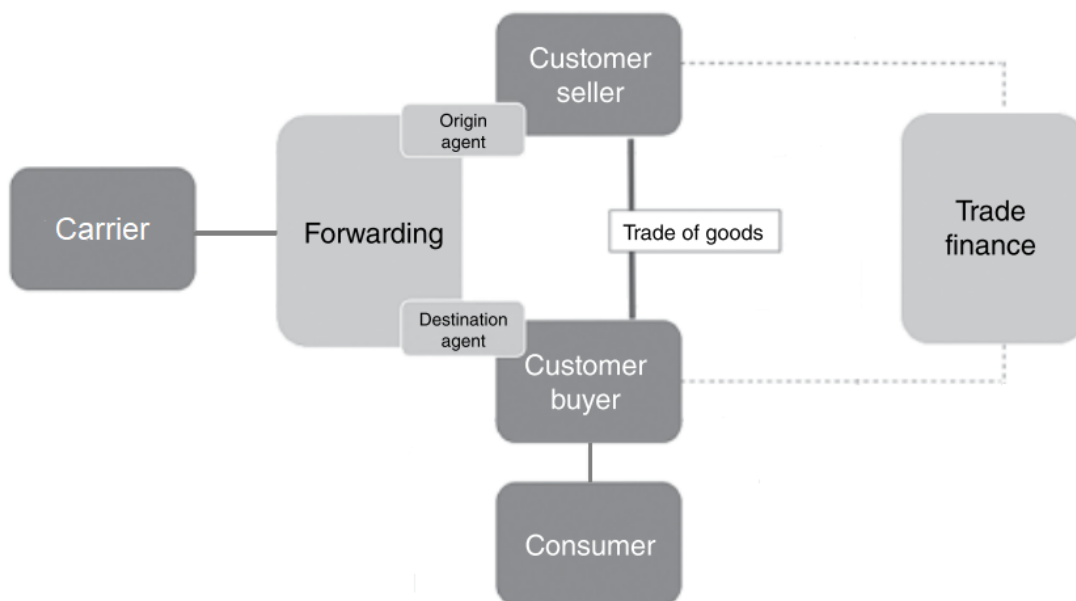 Customer
seller
Origin
agent
Carrier
Forwarding
Trade of goods
Trade
finance
Destination
agent
Customer
buyer
Consumer